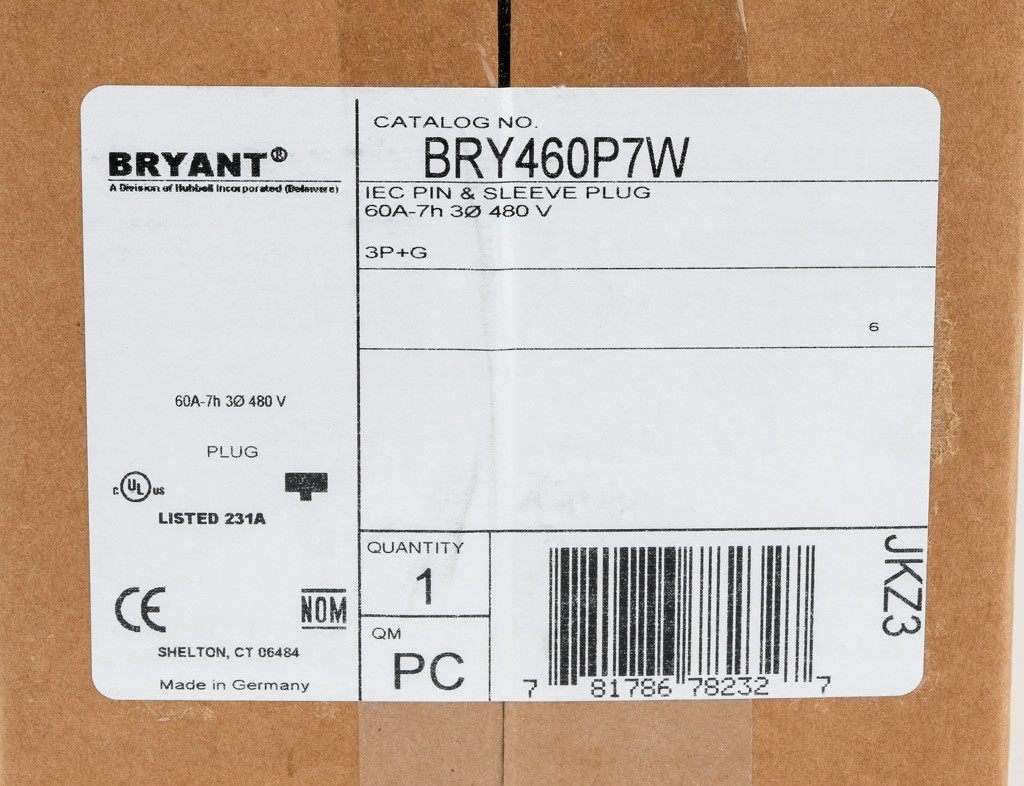 BRYANT®
A Division of Hubbell Incorporated (Delaware)
60A-7h 3Ø 480 V
PLUG
c UL us
LISTED 231A
CE
NOM
SHELTON, CT 06484
Made in Germany
CATALOG NO.
BRY460P7W
IEC PIN & SLEEVE PLUG
60A-7h 3Ø 480 V
3P+G
6
QUANTITY
1
QM
PC
7 81786 78232 7
JKZ3